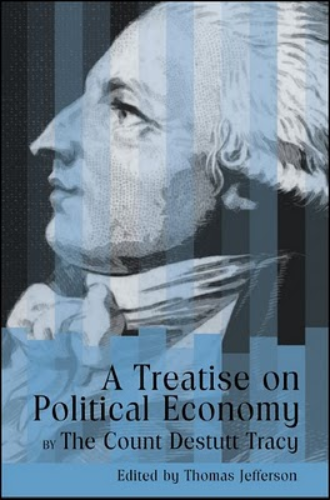 A Treatise on
Political Economy
BY The Count Destutt Tracy
Edited by Thomas Jefferson